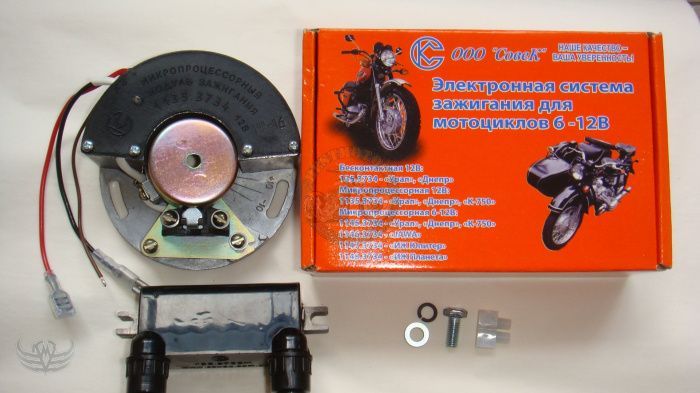 МИКРОПРОЦЕССОРНЫЙ
МОДУЛЬ ЗАЖИГАНИЯ
1135.3734 12В
ООО "СовеК"
НАШЕ КАЧЕСТВО-
ВАША УВЕРЕННОСТЬ!
Электронная система
зажигания для
мотоциклов 6 -12В
Бесконтактная 12В:
135.3734 - «Урал», «Днепр»
Микропроцессорная 12В:
1135.3734 - «Урал», «Днепр», «К-750»
Микропроцессорная 6-12В:
1145.3734 - «Урал», «Днепр», «К-750»
1146.3734 - «JAWA»
1147.3734 - «ИЖ Юпитер»
1148.3734 - «ИЖ Планета»